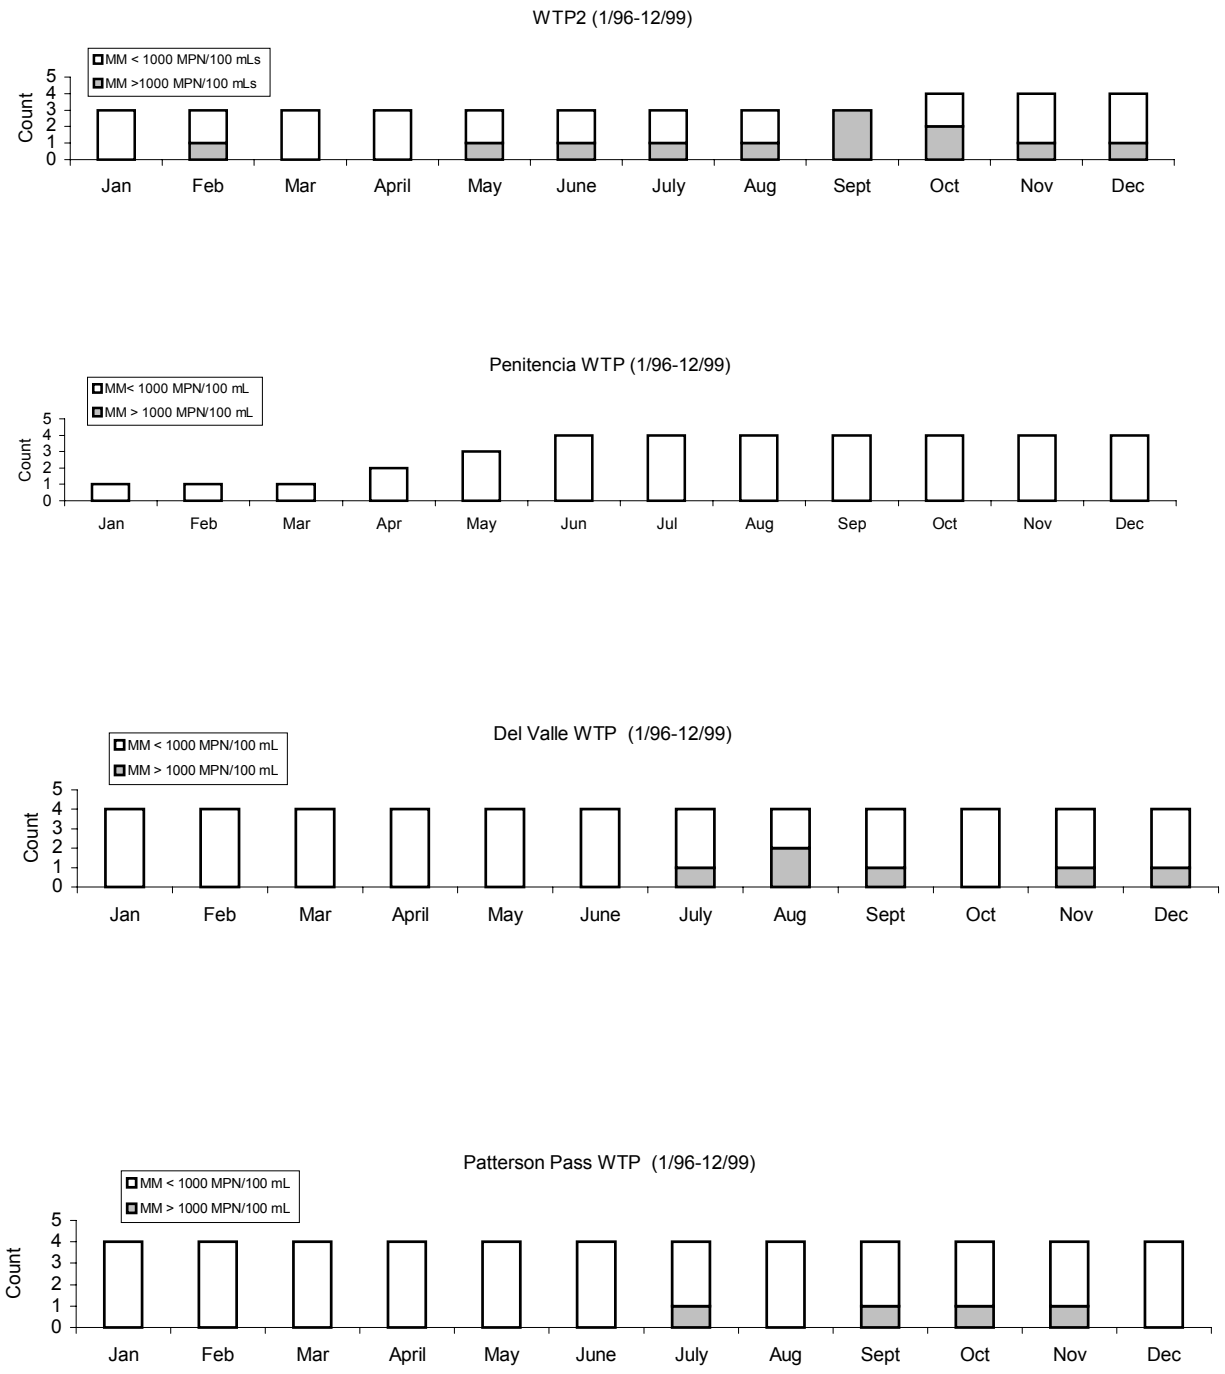 WTP2 (1/96-12/99)
MM < 1000 MPN/100 mLs
MM >1000 MPN/100 mLs
Count
5
4
3
2
1
0
Jan Feb Mar April May June July Aug Sept Oct Nov Dec
Penitencia WTP (1/96-12/99)
MM< 1000 MPN/100 mL
MM > 1000 MPN/100 mL
Count
5
4
3
2
1
0
Jan Feb Mar Apr May Jun Jul Aug Sep Oct Nov Dec
Del Valle WTP (1/96-12/99)
MM < 1000 MPN/100 mL
MM > 1000 MPN/100 mL
Count
5
4
3
2
1
0
Jan Feb Mar April May June July Aug Sept Oct Nov Dec
Patterson Pass WTP (1/96-12/99)
MM < 1000 MPN/100 mL
MM > 1000 MPN/100 mL
Count
5
4
3
2
1
0
Jan Feb Mar April May June July Aug Sept Oct Nov Dec